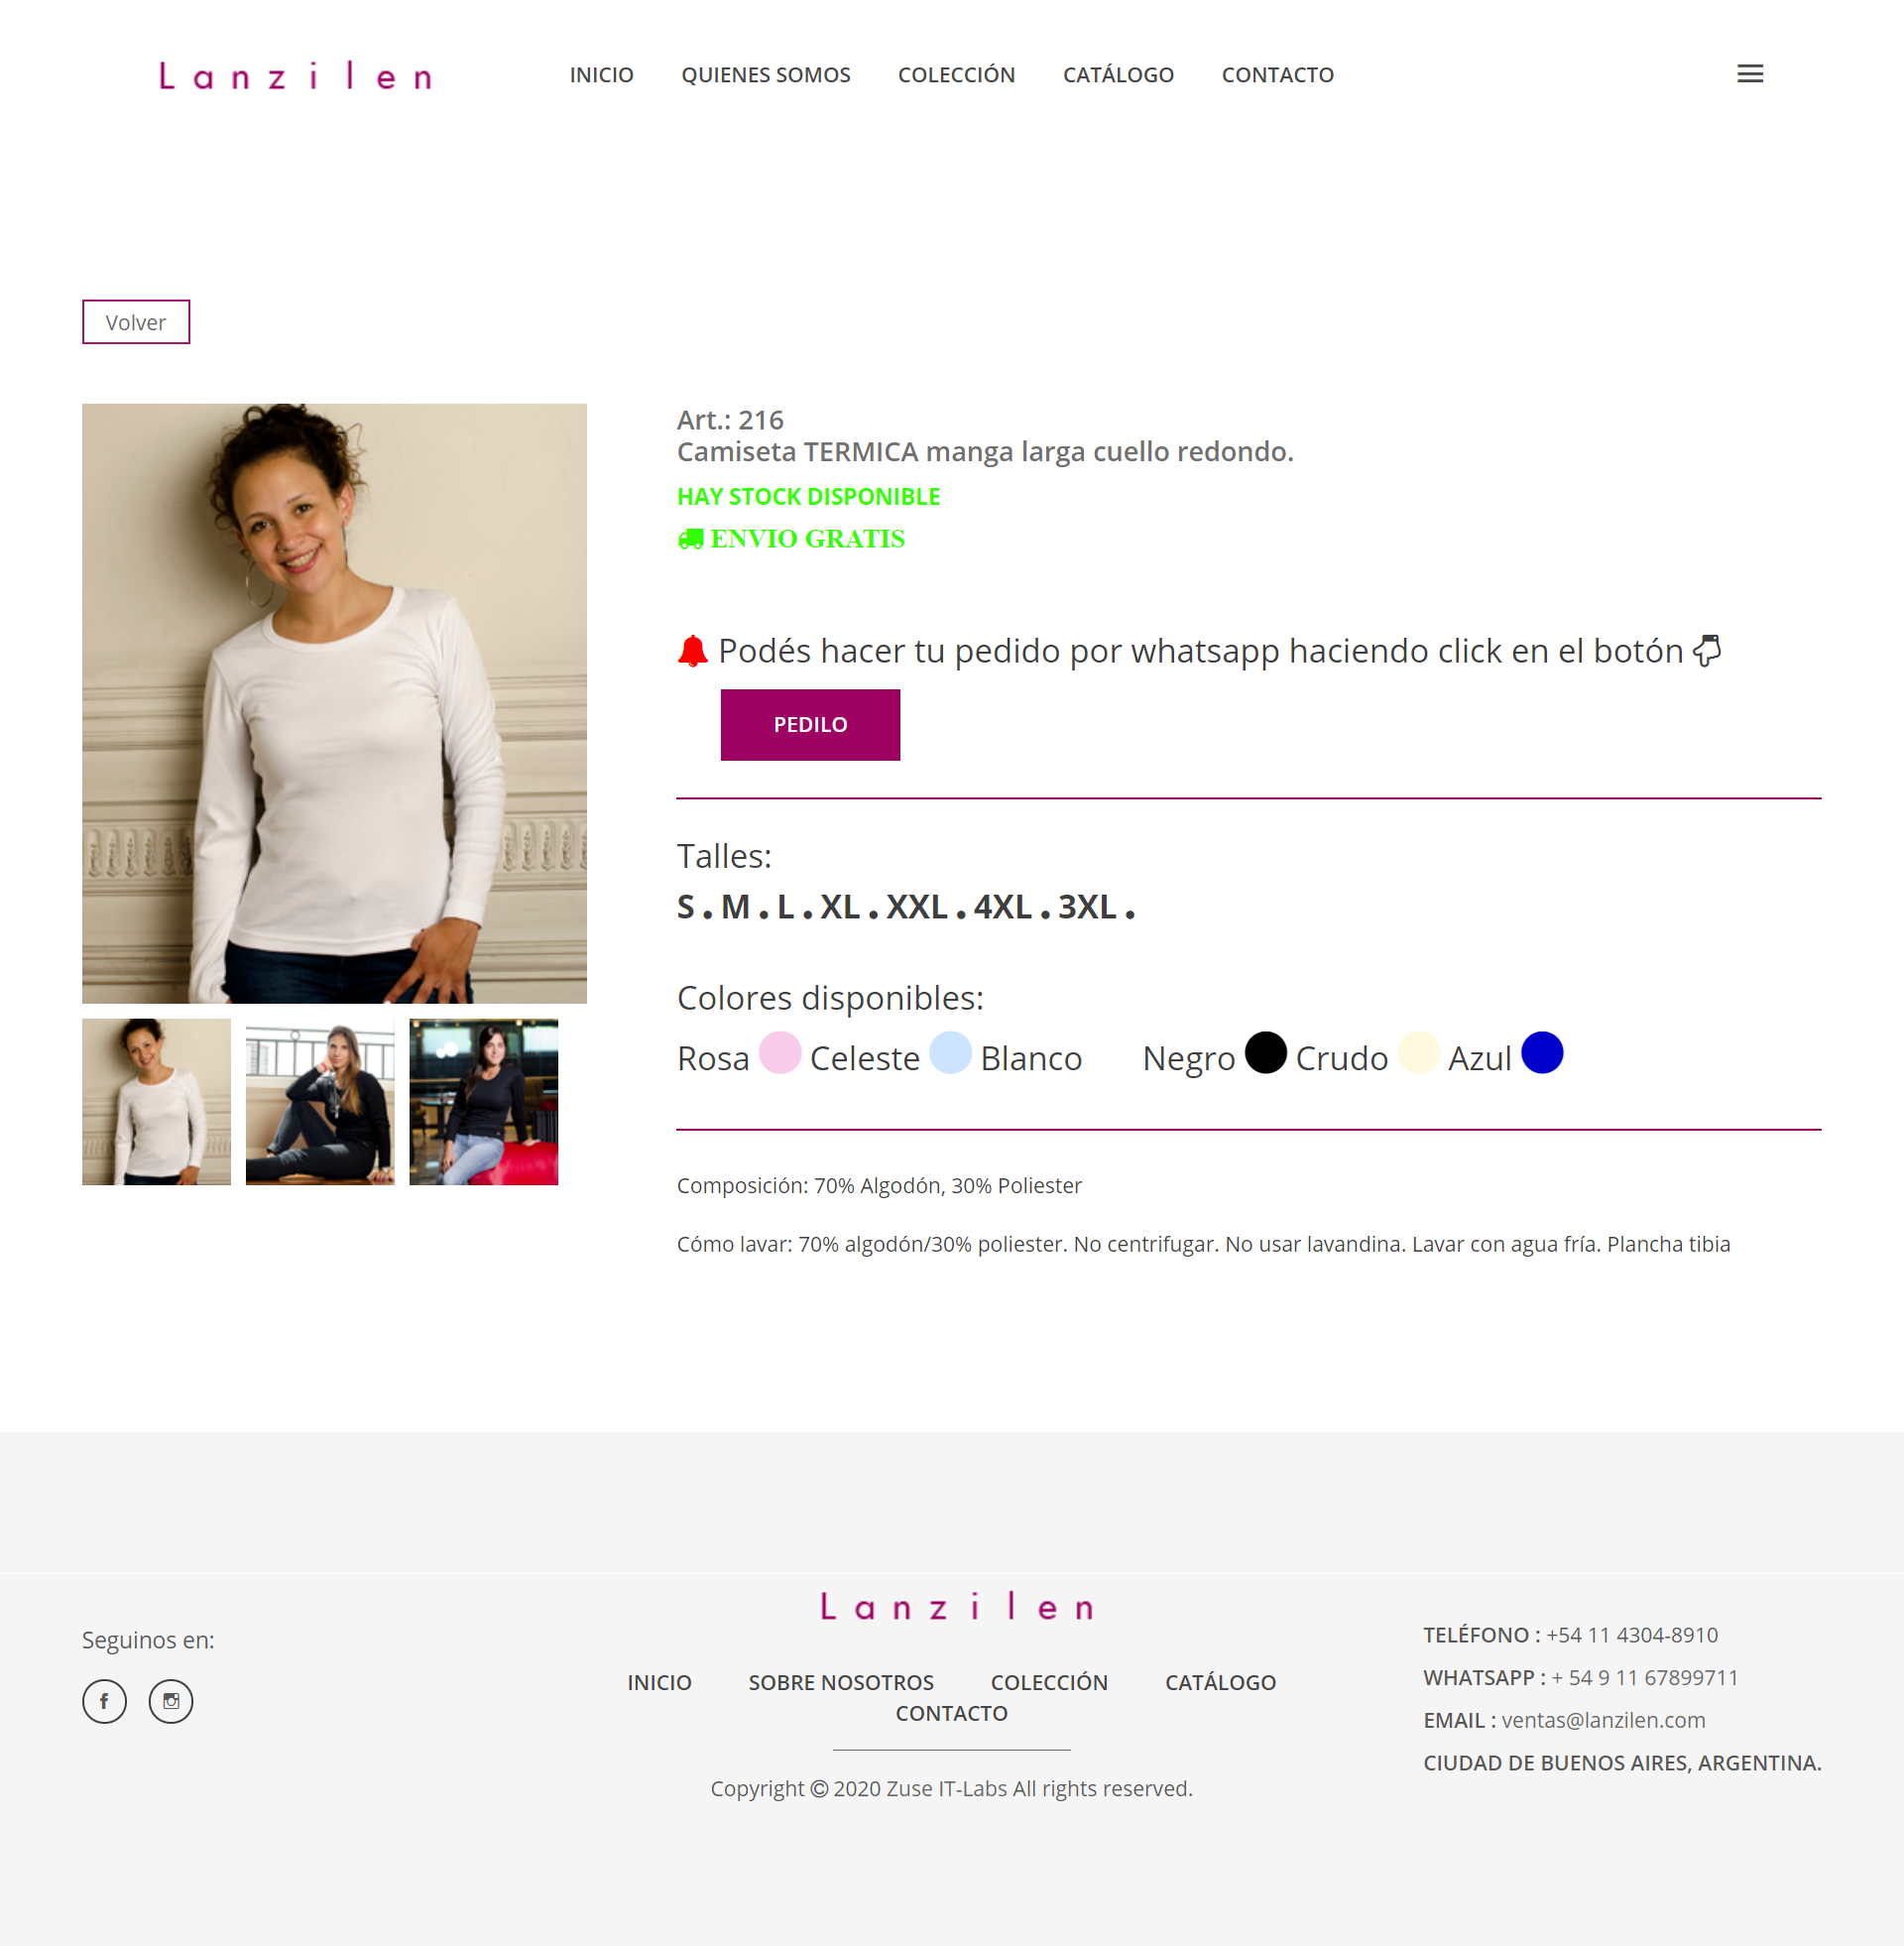 Lanzilen
INICIO QUIENES SOMOS COLECCIÓN CATÁLOGO CONTACTO
Volver
Art.: 216
Camiseta TERMICA manga larga cuello redondo.
HAY STOCK DISPONIBLE
ENVIO GRATIS
Podés hacer tu pedido por whatsapp haciendo click en el botón
PEDILO
Talles:
S . M . L . XL . XXL . 4XL . 3XL .
Colores disponibles:
Rosa Celeste Blanco Negro Crudo Azul
Composición: 70% Algodón, 30% Poliester
Cómo lavar: 70% algodón/30% poliester. No centrifugar. No usar lavandina. Lavar con agua fría. Plancha tibia
Seguinos en:
Lanzilen
INICIO SOBRE NOSOTROS COLECCIÓN CATÁLOGO
CONTACTO
Copyright © 2020 Zuse IT-Labs All rights reserved.
TELÉFONO : +54 11 4304-8910
WHATSAPP : + 54 9 11 67899711
EMAIL : ventas@lanzilen.com
CIUDAD DE BUENOS AIRES, ARGENTINA.